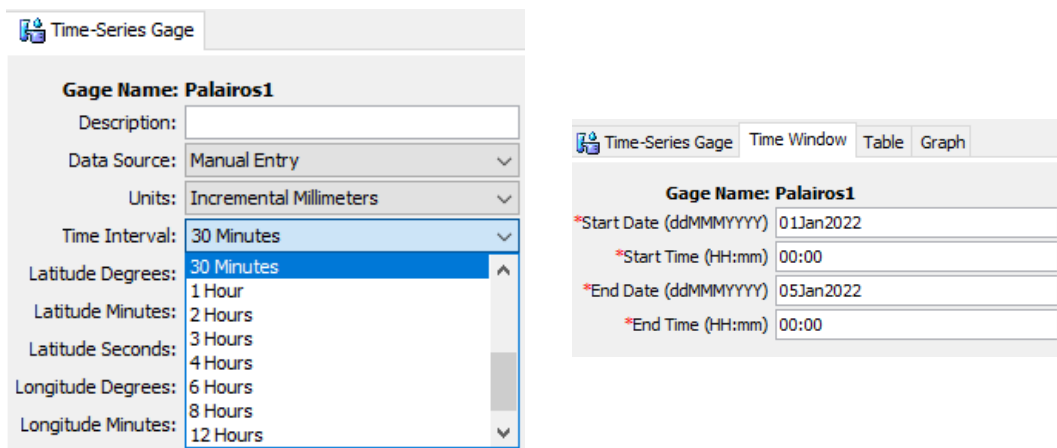 Time-Series Gage
Gage Name: Palairos1
Description:
Data Source: Manual Entry
Units: Incremental Millimeters
Time Interval: 30 Minutes
Latitude Degrees:
Latitude Minutes:
Latitude Seconds:
Longitude Degrees:
Longitude Minutes:
30 Minutes
1 Hour
2 Hours
3 Hours
4 Hours
6 Hours
8 Hours
12 Hours
Time-Series Gage Time Window Table Graph
Gage Name: Palairos1
*Start Date (ddMMMYYYY) 01Jan2022
*Start Time (HH:mm) 00:00
*End Date (ddMMMYYYY) 05Jan2022
*End Time (HH:mm) 00:00